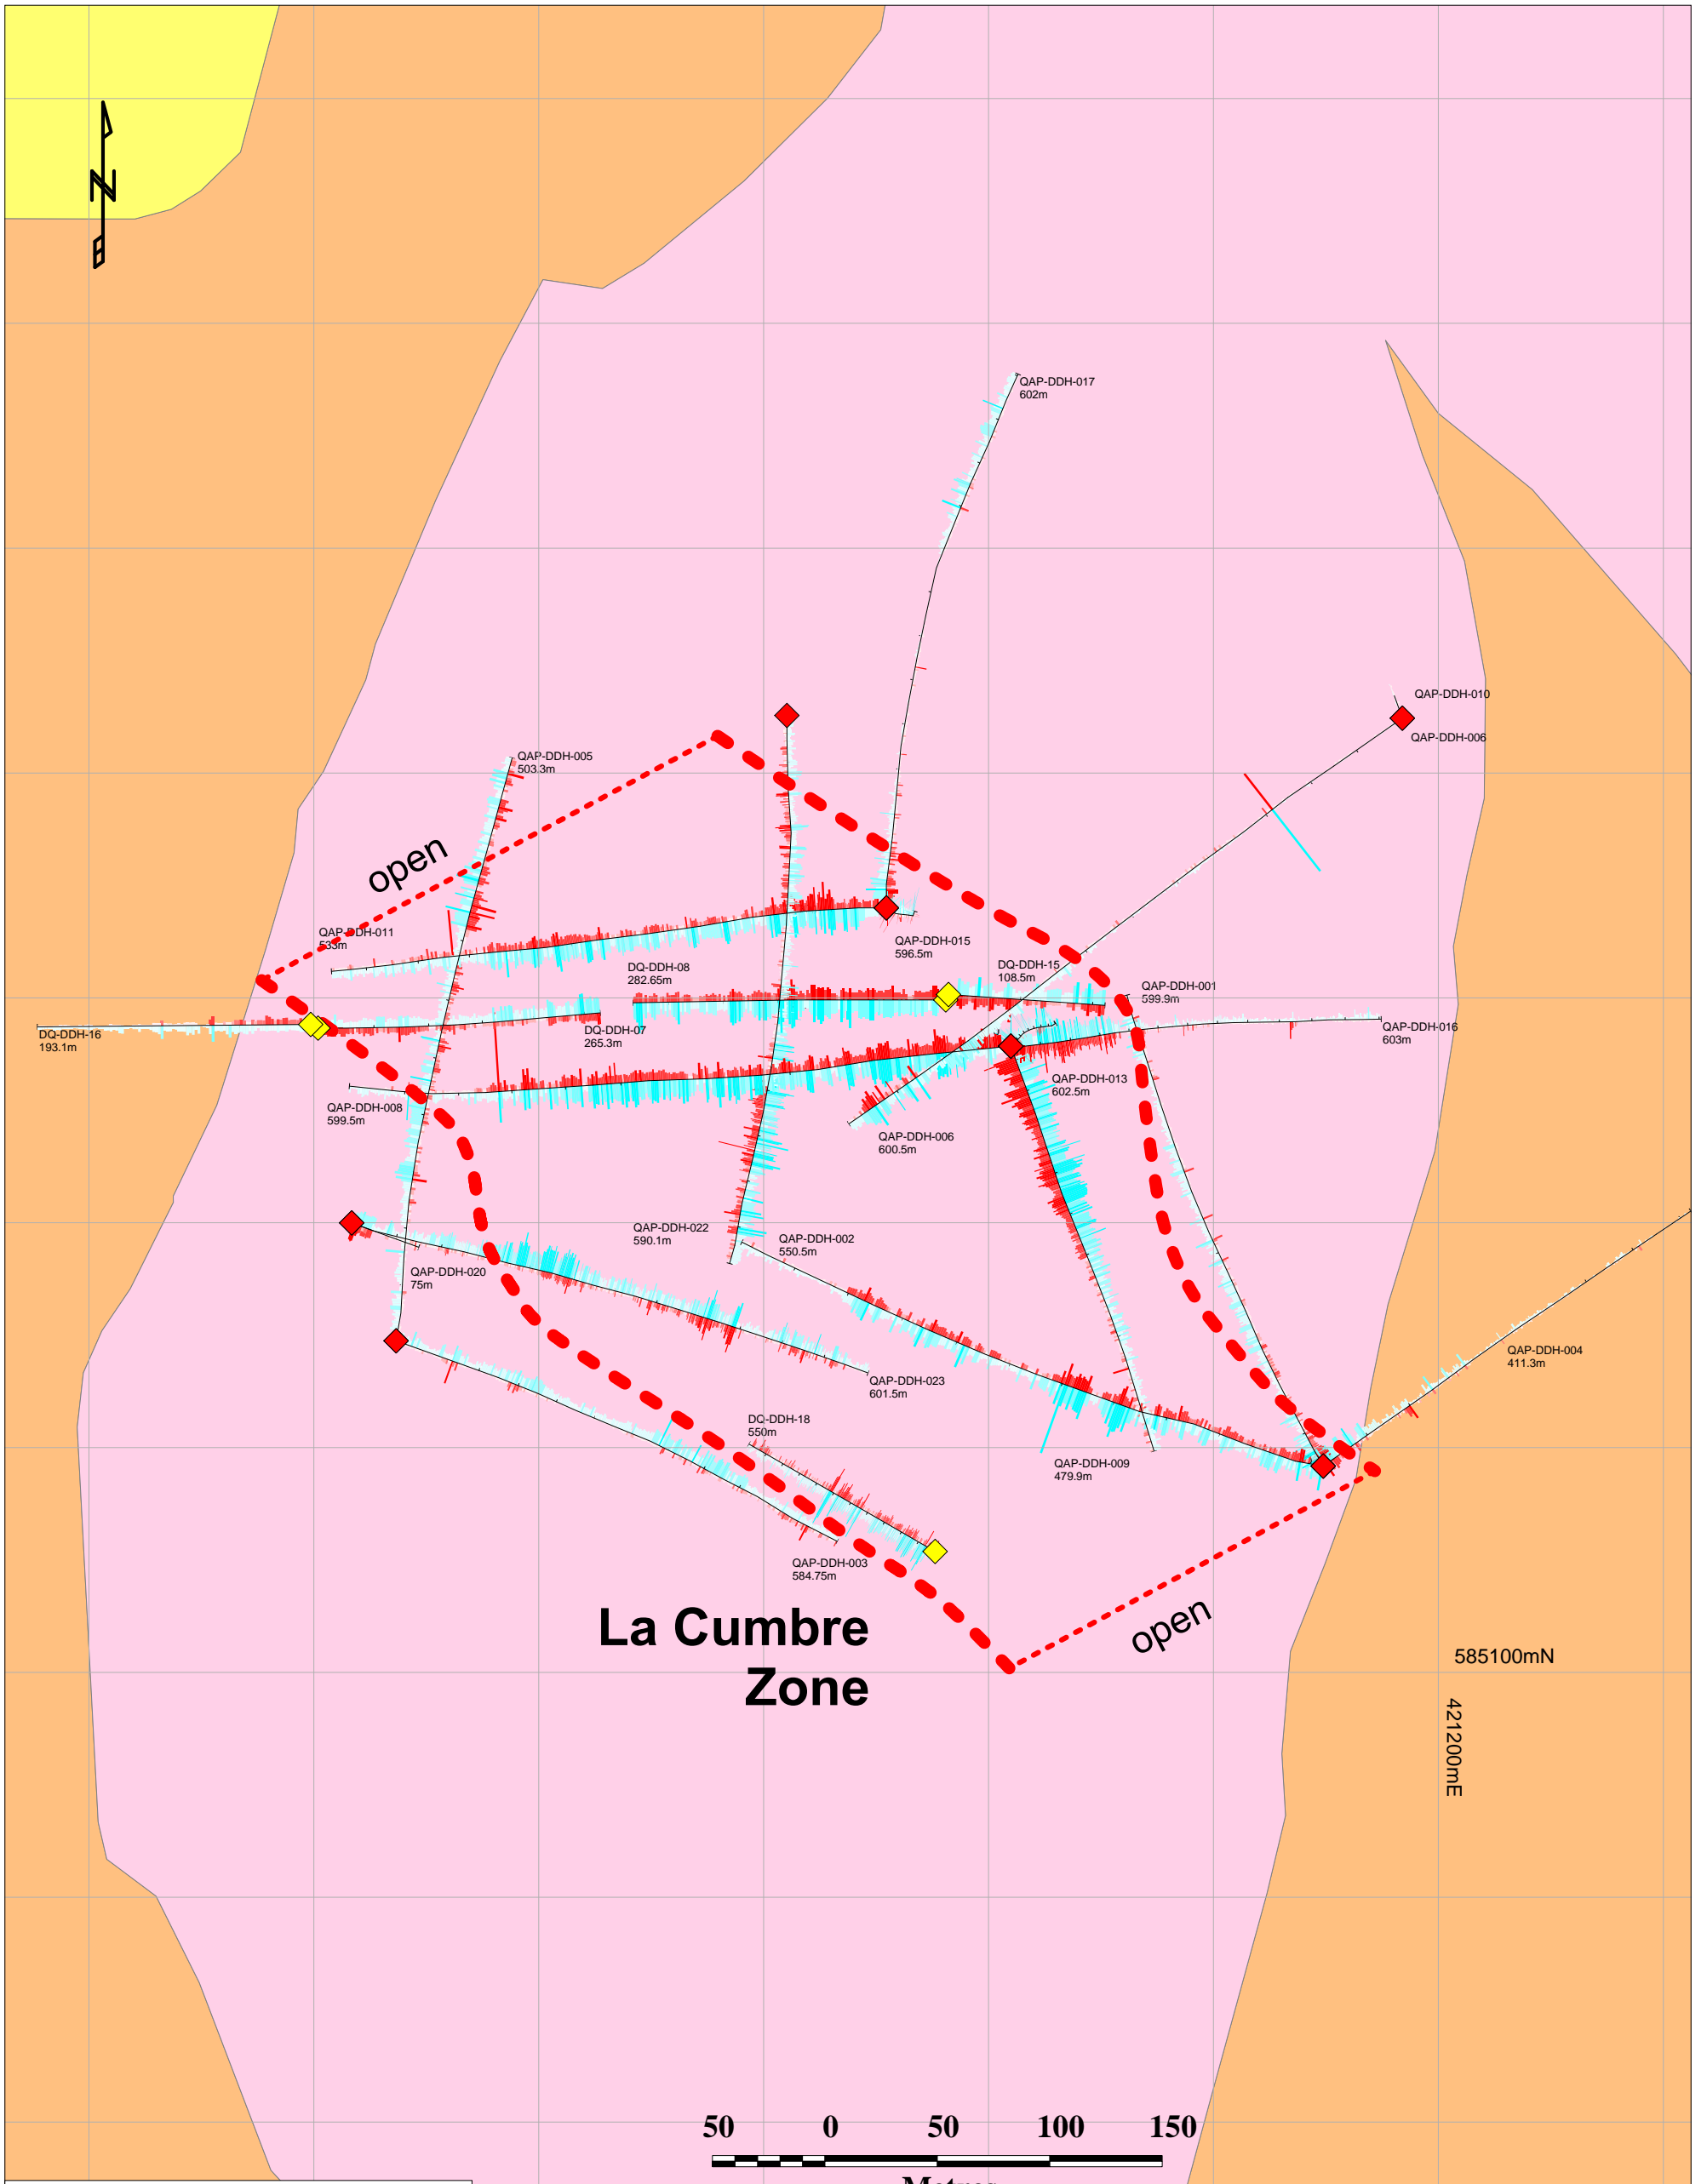 N
QAP-DDH-017
602m
QAP-DDH-010
QAP-DDH-006
QAP-DDH-005
503.3m
open
QAP-DDH-011
533m
QAP-DDH-015
596.5m
DQ-DDH-08
282.65m
DQ-DDH-15
108.5m
QAP-DDH-001
599.9m
DQ-DDH-16
193.1m
DQ-DDH-07
265.3m
QAP-DDH-016
603m
QAP-DDH-013
602.5m
QAP-DDH-008
599.5m
QAP-DDH-006
600.5m
QAP-DDH-022
590.1m
QAP-DDH-002
550.5m
QAP-DDH-020
75m
QAP-DDH-004
411.3m
QAP-DDH-023
601.5m
DQ-DDH-18
550m
QAP-DDH-009
479.9m
QAP-DDH-003
584.75m
La Cumbre
Zone
open
585100mN
421200mE
50 0 50 100 150
Metres